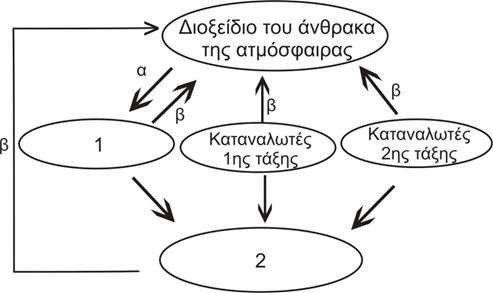 Διοξείδιο του άνθρακα
της ατμόσφαιρας
α
β
β
β
β
1
Καταναλωτές
1ης τάξης
Καταναλωτές
2ης τάξης
2